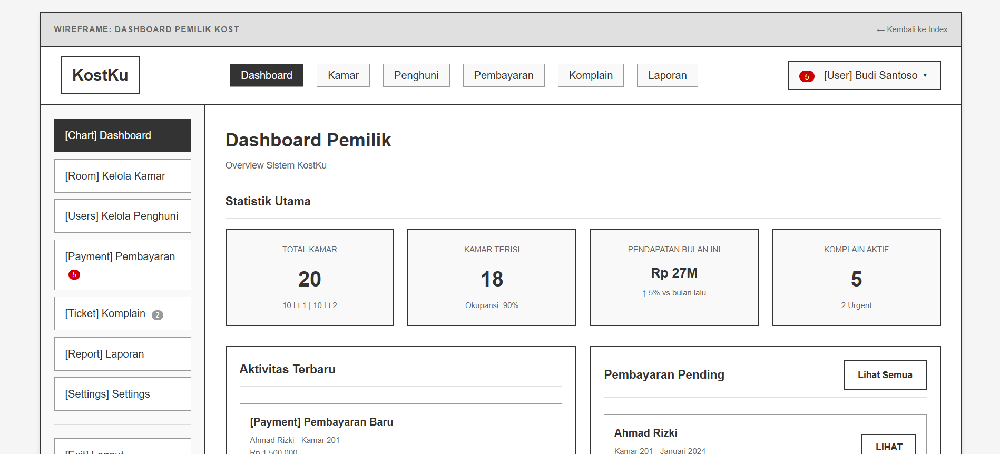 WIREFRAME: DASHBOARD PEMILIK KOST
← Kembali ke Index
KostKu
Dashboard
Kamar
Penghuni
Pembayaran
Komplain
Laporan
5 [User] Budi Santoso ▾
[Chart] Dashboard
[Room] Kelola Kamar
[Users] Kelola Penghuni
[Payment] Pembayaran
5
[Ticket] Komplain 2
[Report] Laporan
[Settings] Settings
[Exit] Logout
Dashboard Pemilik
Overview Sistem KostKu
Statistik Utama
TOTAL KAMAR
20
10 Lt.1 | 10 Lt.2
KAMAR TERISI
18
Okupansi: 90%
PENDAPATAN BULAN INI
Rp 27M
↑ 5% vs bulan lalu
KOMPLAIN AKTIF
5
2 Urgent
Aktivitas Terbaru
[Payment] Pembayaran Baru
Ahmad Rizki - Kamar 201
Rp 1.500.000
Pembayaran Pending
Lihat Semua
Ahmad Rizki
Kamar 201 - Januari 2024
LIHAT